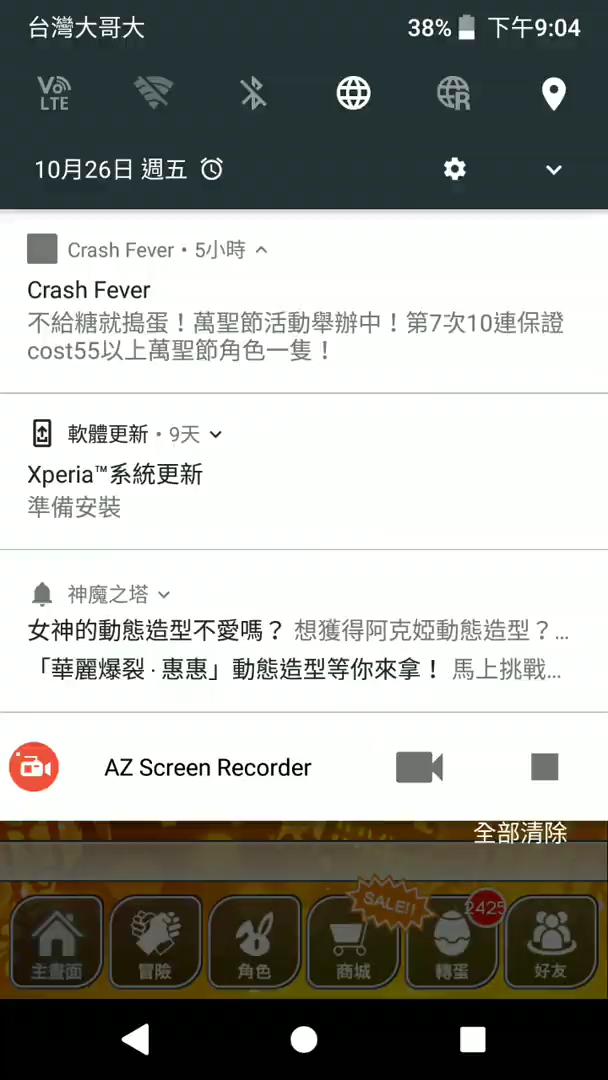 台灣大哥大
38%
下午9:04
Vo LTE
R
10月26日 週五
Crash Fever • 5小時
Crash Fever
不給糖就搗蛋！萬聖節活動舉辦中！第7次10連保證
cost55以上萬聖節角色一隻！
軟體更新 • 9天
Xperia™系統更新
準備安裝
神魔之塔
女神的動態造型不愛嗎？ 想獲得阿克婭動態造型？...
「華麗爆裂 · 惠惠」動態造型等你來拿！ 馬上挑戰...
AZ Screen Recorder
全部清除
SALE!!
2425
主畫面
冒險
角色
商城
轉蛋
好友